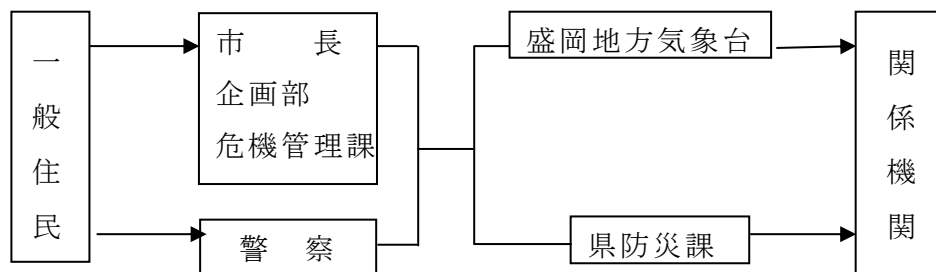 一般住民
市　　長
企画部
危機管理課
警　察
盛岡地方気象台
県防災課
関係機関